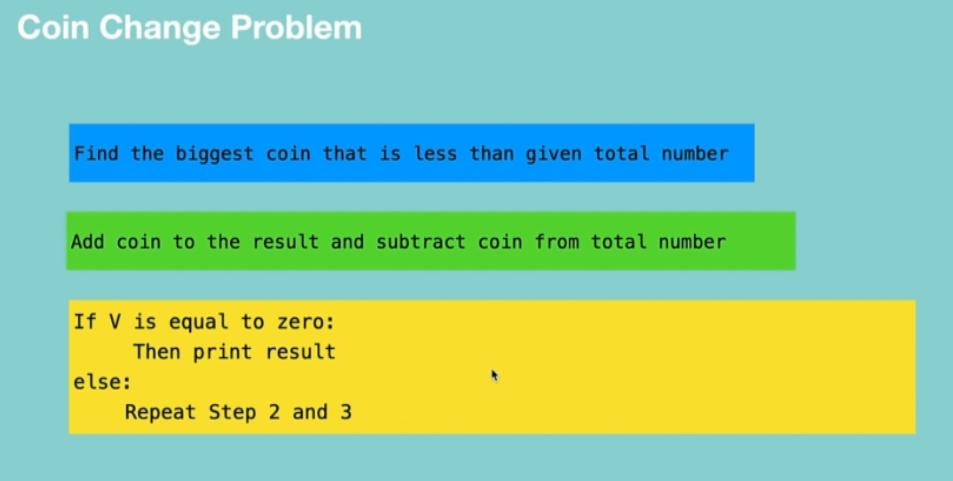 Coin Change Problem
Find the biggest coin that is less than given total number
Add coin to the result and subtract coin from total number
If V is equal to zero:
Then print result
else:
Repeat Step 2 and 3